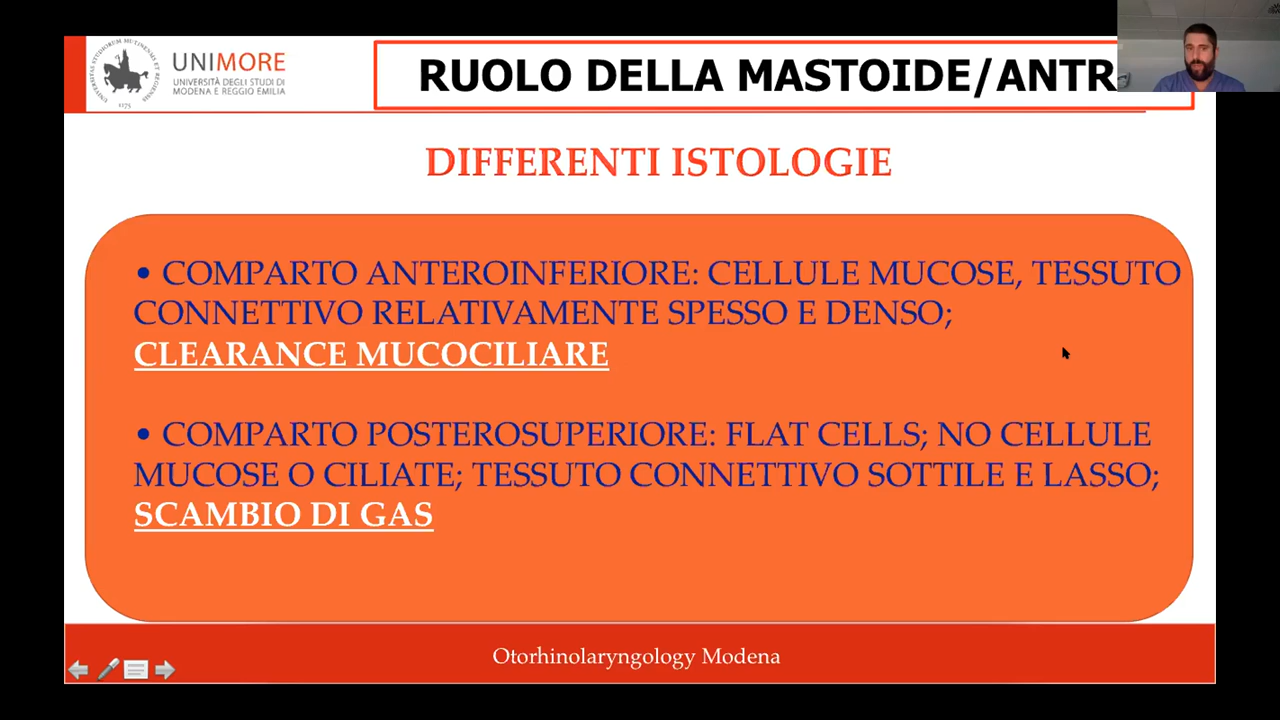 UNIMORE
UNIVERSITÀ DEGLI STUDI DI
MODENA E REGGIO EMILIA
1175
RUOLO DELLA MASTOIDE/ANTR
DIFFERENTI ISTOLOGIE
• COMPARTO ANTEROINFERIORE: CELLULE MUCOSE, TESSUTO
CONNETTIVO RELATIVAMENTE SPESSO E DENSO;
CLEARANCE MUCOCILIARE
• COMPARTO POSTEROSUPERIORE: FLAT CELLS; NO CELLULE
MUCOSE O CILIATE; TESSUTO CONNETTIVO SOTTILE E LASSO;
SCAMBIO DI GAS
Otorhinolaryngology Modena